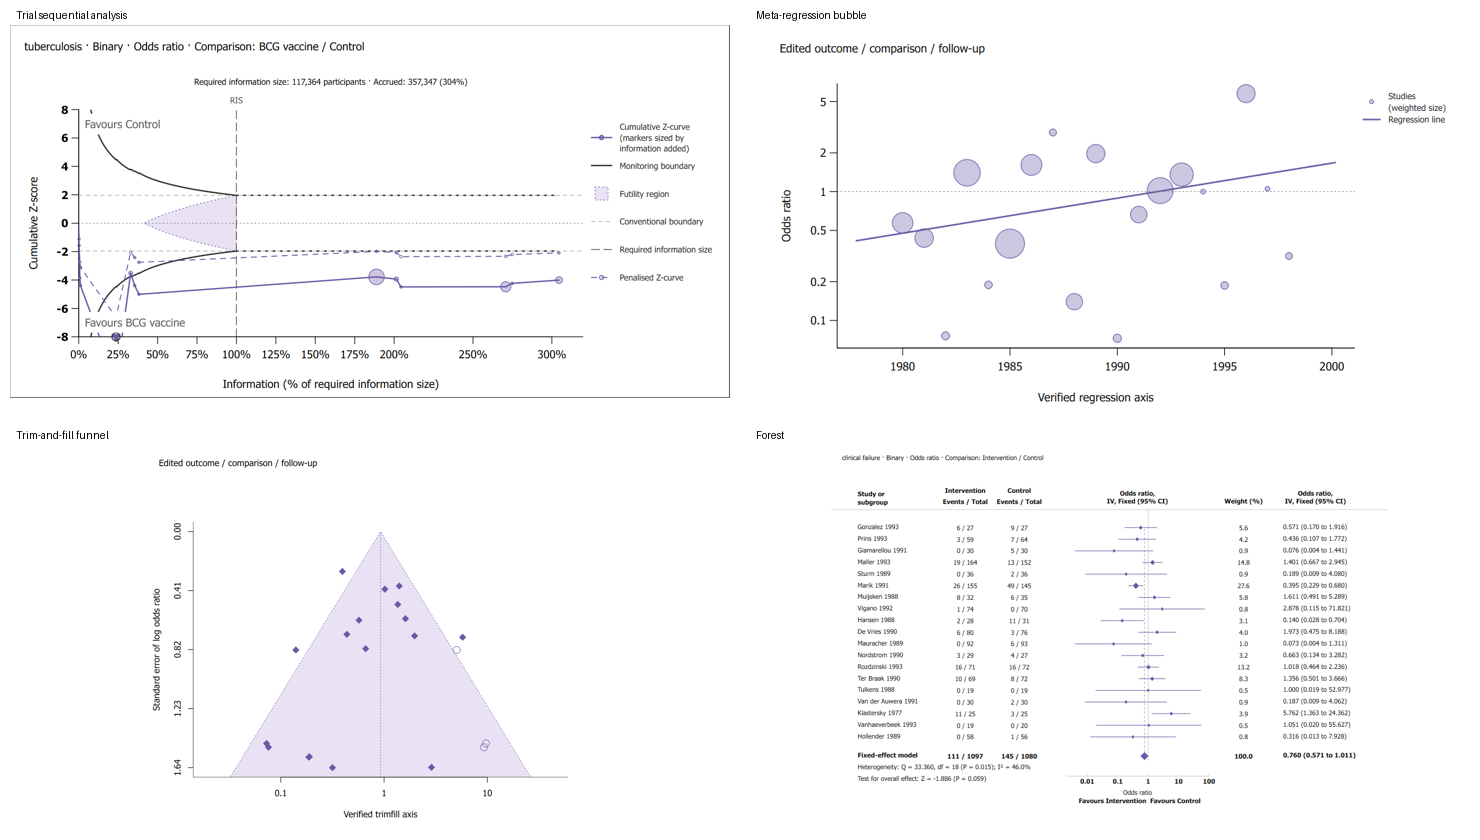 Trial sequential analysis
tuberculosis · Binary · Odds ratio · Comparison: BCG vaccine / Control
Required information size: 117,364 participants · Accrued: 357,347 (304%)
RIS
8
Favours Control
6
4
2
0
-2
-4
-6
Favours BCG vaccine
-8
Cumulative Z-score
0% 25% 50% 75% 100% 125% 150% 175% 200% 250% 300%
Information (% of required information size)
Cumulative Z-curve
(markers sized by
information added)
Monitoring boundary
Futility region
Conventional boundary
Required information size
Penalised Z-curve
Meta-regression bubble
Edited outcome / comparison / follow-up
5
2
1
0.5
0.2
0.1
Odds ratio
1980 1985 1990 1995 2000
Verified regression axis
Studies
(weighted size)
Regression line
Trim-and-fill funnel
Edited outcome / comparison / follow-up
0.00
0.41
0.82
1.23
1.64
Standard error of log odds ratio
0.1 1 10
Verified trimfill axis
Forest
clinical failure · Binary · Odds ratio · Comparison: Intervention / Control
Study or subgroup
Intervention Events / Total
Control Events / Total
Odds ratio, IV, Fixed (95% CI)
Weight (%)
Odds ratio, IV, Fixed (95% CI)
Gonzalez 1993 6 / 27 9 / 27 5.6 0.571 (0.170 to 1.916)
Prins 1993 3 / 59 7 / 64 4.2 0.436 (0.107 to 1.772)
Giamarellou 1991 0 / 30 5 / 30 0.9 0.076 (0.004 to 1.441)
Maller 1993 19 / 164 13 / 152 14.8 1.401 (0.667 to 2.945)
Sturm 1989 0 / 36 2 / 36 0.9 0.189 (0.009 to 4.080)
Marik 1991 26 / 155 49 / 145 27.6 0.395 (0.229 to 0.680)
Muijsken 1988 8 / 32 6 / 35 5.8 1.611 (0.491 to 5.289)
Vigano 1992 1 / 74 0 / 70 0.8 2.878 (0.115 to 71.821)
Hansen 1988 2 / 28 11 / 31 3.1 0.140 (0.028 to 0.704)
De Vries 1990 6 / 80 3 / 76 4.0 1.973 (0.475 to 8.188)
Mauracher 1989 0 / 92 6 / 93 1.0 0.073 (0.004 to 1.311)
Nordstrom 1990 3 / 29 4 / 27 3.2 0.663 (0.134 to 3.282)
Rozdzinski 1993 16 / 71 16 / 72 13.2 1.018 (0.464 to 2.236)
Ter Braak 1990 10 / 69 8 / 72 8.3 1.356 (0.501 to 3.666)
Tulkens 1988 0 / 19 0 / 19 0.5 1.000 (0.019 to 52.977)
Van der Auwera 1991 0 / 30 2 / 30 0.9 0.187 (0.009 to 4.062)
Klastersky 1977 11 / 25 3 / 25 3.9 5.762 (1.363 to 24.362)
Vanhaeverbeek 1993 0 / 19 0 / 20 0.5 1.051 (0.020 to 55.627)
Hollender 1989 0 / 58 1 / 56 0.8 0.316 (0.013 to 7.928)
Fixed-effect model 111 / 1097 145 / 1080 100.0 0.760 (0.571 to 1.011)
Heterogeneity: Q = 33.360, df = 18 (P = 0.015); I² = 46.0%
Test for overall effect: Z = -1.886 (P = 0.059)
0.01 0.1 1 10 100
Odds ratio
Favours Intervention Favours Control